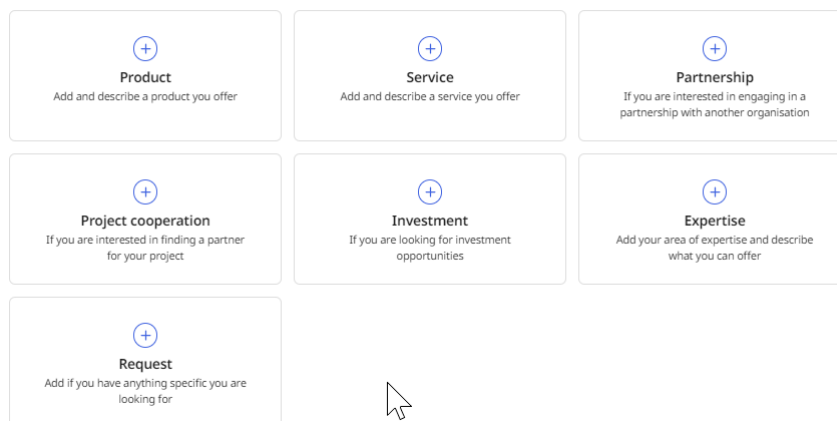 Product
Add and describe a product you offer
Service
Add and describe a service you offer
Partnership
If you are interested in engaging in a
partnership with another organisation
Project cooperation
If you are interested in finding a partner
for your project
Investment
If you are looking for investment
opportunities
Expertise
Add your area of expertise and describe
what you can offer
Request
Add if you have anything specific you are
looking for